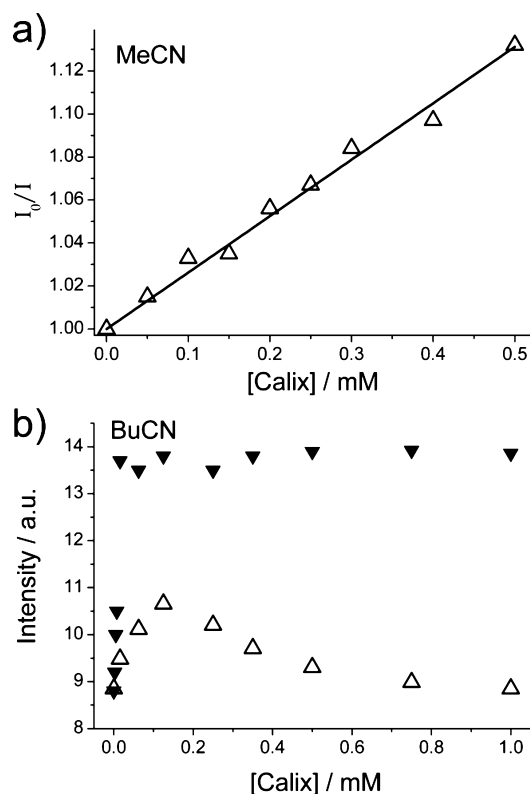 a)
MeCN
1.12
1.10
1.08
1.06
1.04
1.02
1.00
I0/I
0.0 0.1 0.2 0.3 0.4 0.5
[Calix] / mM
b)
BuCN
14
13
12
11
10
9
8
Intensity / a.u.
0.0 0.2 0.4 0.6 0.8 1.0
[Calix] / mM